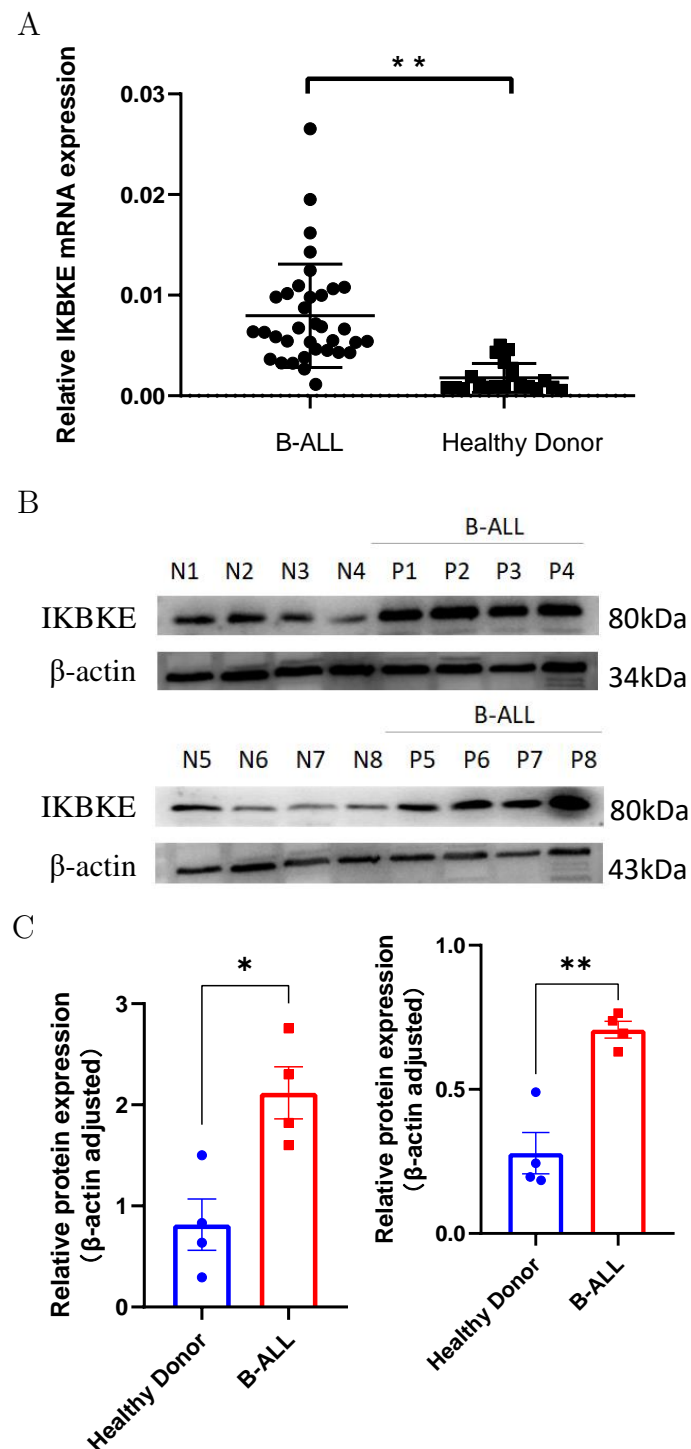 A
Relative IKBKE mRNA expression
* *
0.03
0.02
0.01
0.00
B-ALL Healthy Donor
B
B-ALL
N1 N2 N3 N4 P1 P2 P3 P4
IKBKE 80kDa
β-actin 34kDa
B-ALL
N5 N6 N7 N8 P5 P6 P7 P8
IKBKE 80kDa
β-actin 43kDa
C
Relative protein expression
(β-actin adjusted)
*
3
2
1
0
Healthy Donor
B-ALL
Relative protein expression
(β-actin adjusted)
**
1.0
0.5
0.0
Healthy Donor
B-ALL